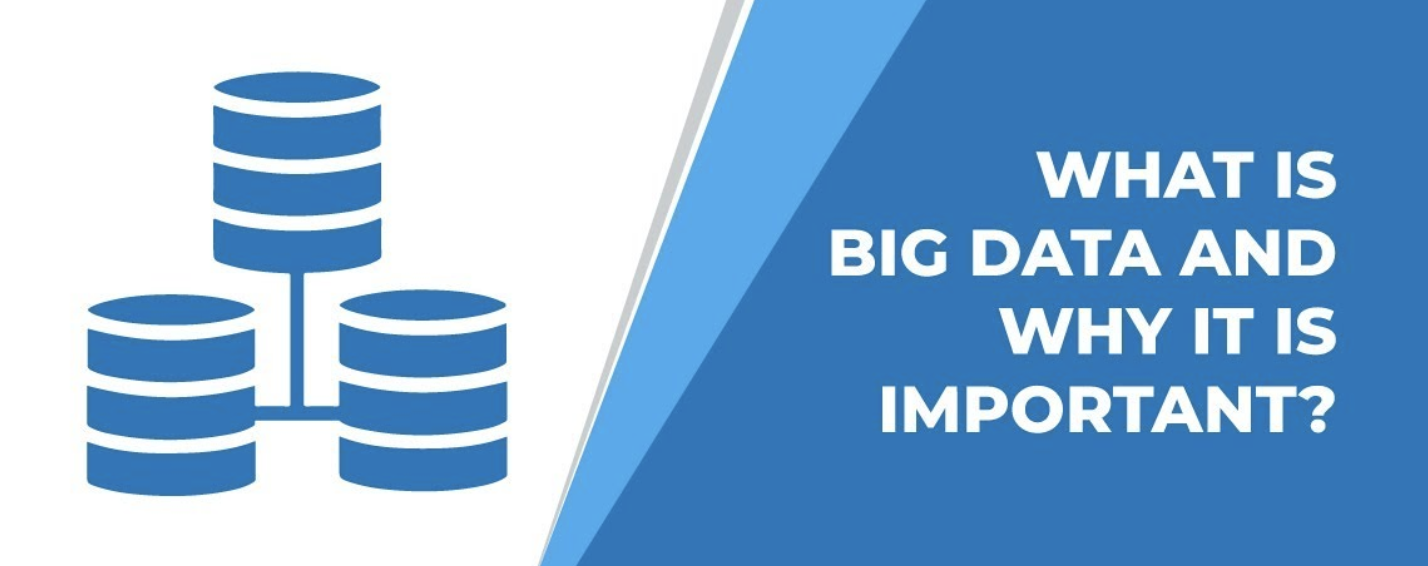 WHAT IS
BIG DATA AND
WHY IT IS
IMPORTANT?